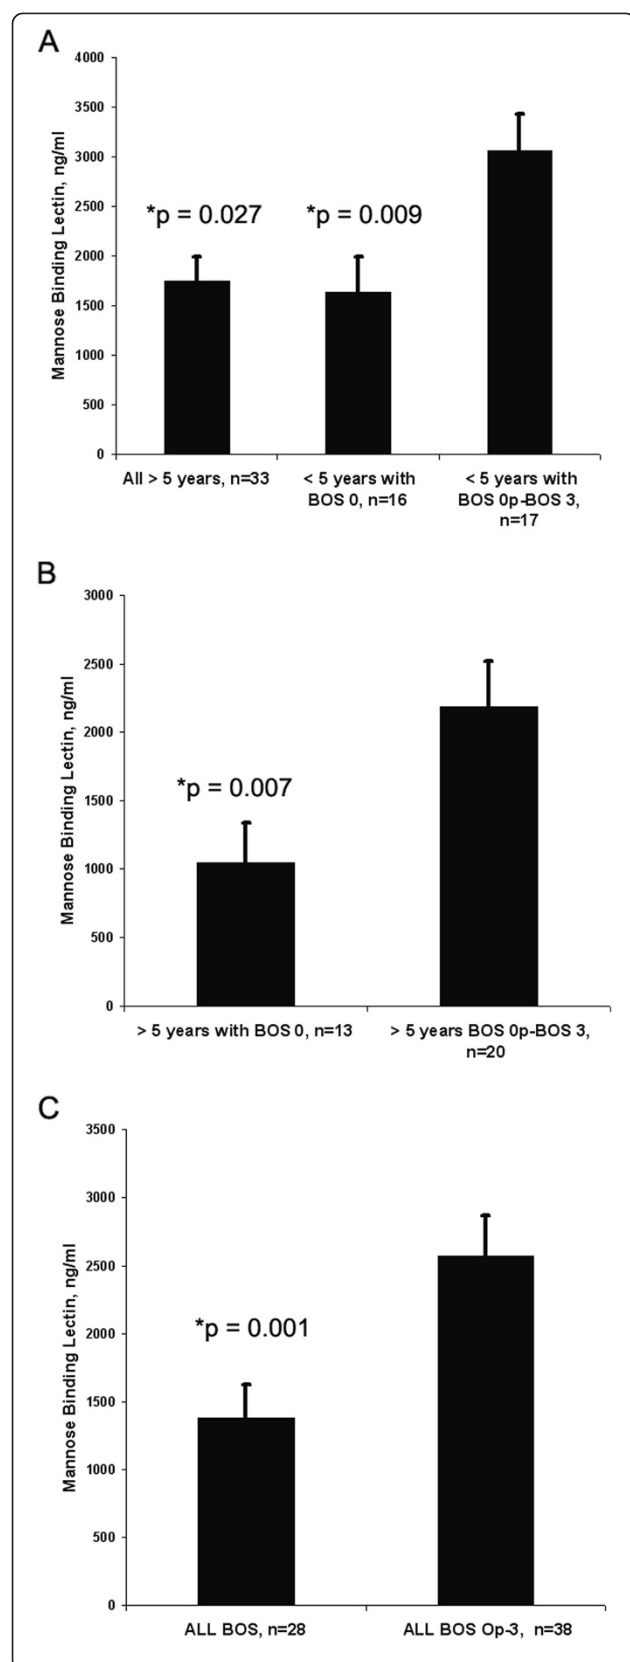 A
Mannose Binding Lectin, ng/ml
4000
3500
3000
2500
2000
1500
1000
500
0
*p = 0.027
*p = 0.009
All > 5 years, n=33
< 5 years with
BOS 0, n=16
< 5 years with
BOS 0p-BOS 3,
n=17
B
Mannose Binding Lectin, ng/ml
3000
2500
2000
1500
1000
500
0
*p = 0.007
> 5 years with BOS 0, n=13
> 5 years BOS 0p-BOS 3,
n=20
C
Mannose Binding Lectin, ng/ml
3500
3000
2500
2000
1500
1000
500
0
*p = 0.001
ALL BOS, n=28
ALL BOS Op-3, n=38